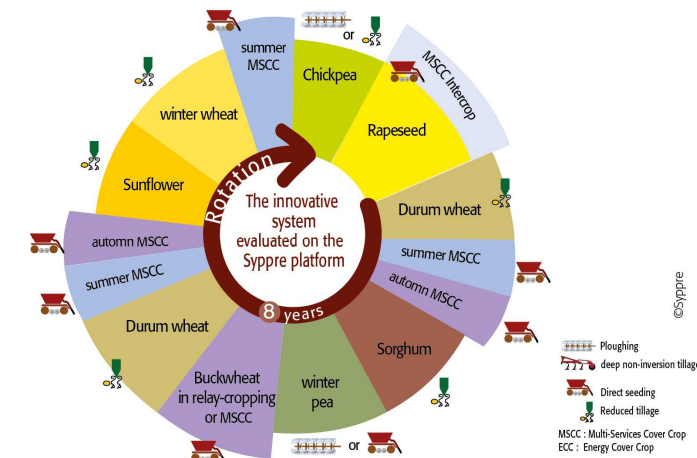 summer
MSCC
or
Chickpea
MSCC Intercrop
Rapeseed
winter wheat
Sunflower
Rotation
The innovative
system
evaluated on the
Syppre platform
8 years
Durum wheat
summer MSCC
automn MSCC
automn MSCC
summer MSCC
Sorghum
Durum wheat
Buckwheat
in relay-cropping
or MSCC
winter
pea
or
©Syppre
Ploughing
deep non-inversion tillage
Direct seeding
Reduced tillage
MSCC : Multi-Services Cover Crop
ECC : Energy Cover Crop